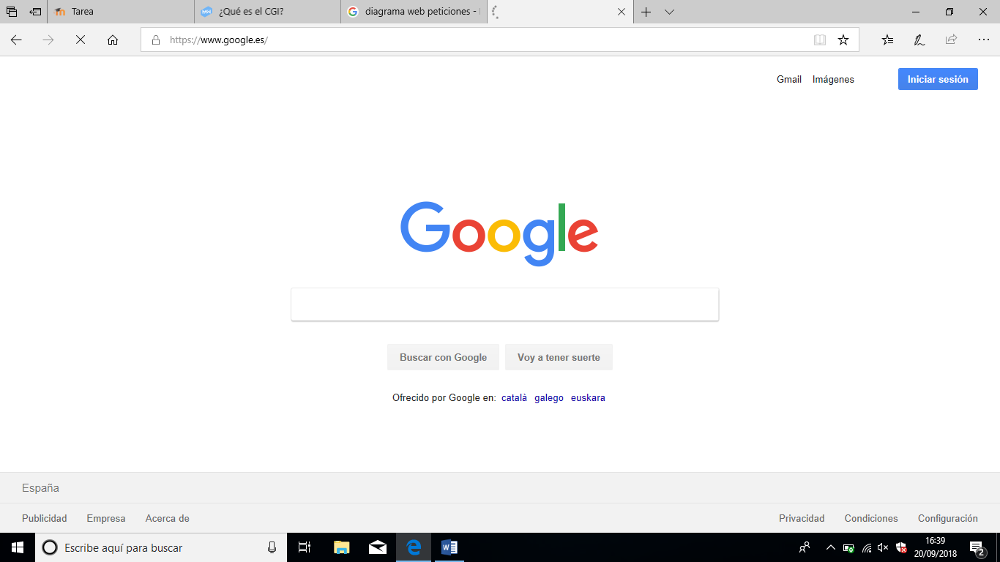 Tarea
¿Qué es el CGI?
diagrama web peticiones -
https://www.google.es/
Gmail Imágenes Iniciar sesión
Google
Buscar con Google Voy a tener suerte
Ofrecido por Google en: català galego euskara
España
Publicidad Empresa Acerca de Privacidad Condiciones Configuración
Escribe aquí para buscar
16:39
20/09/2018
2